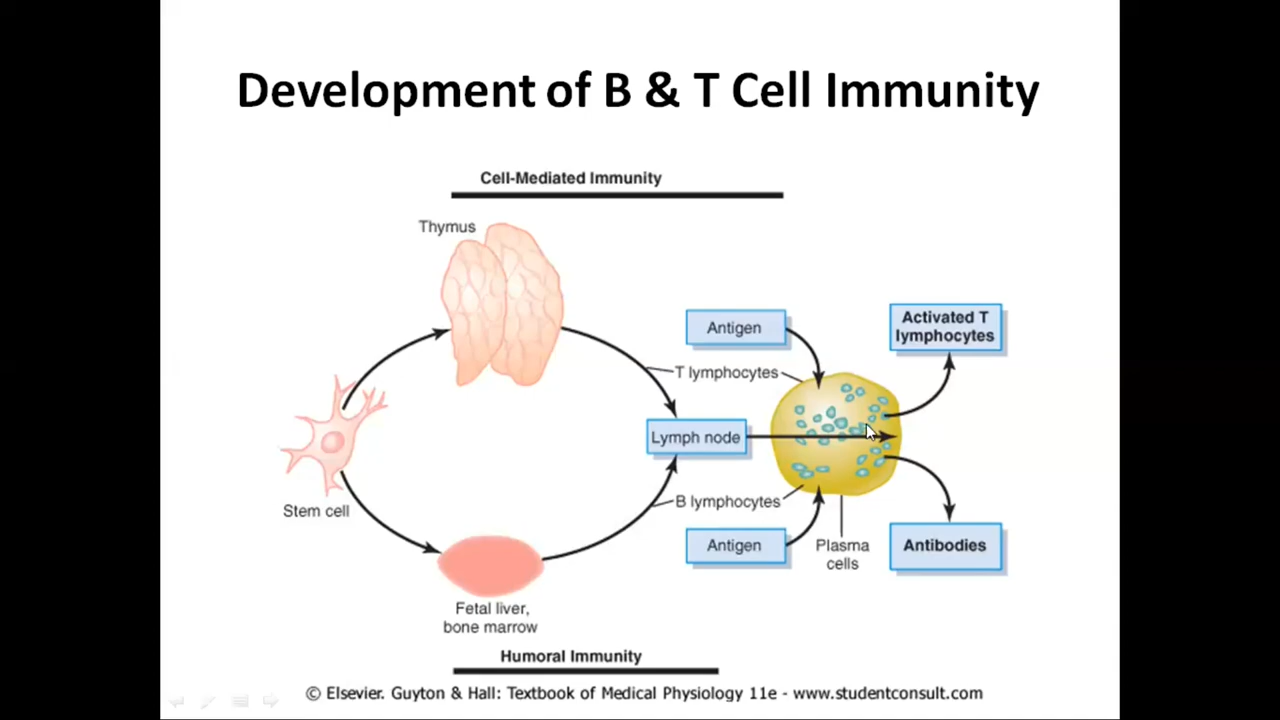 Development of B & T Cell Immunity
Cell-Mediated Immunity
Thymus
Antigen
Activated T
lymphocytes
T lymphocytes
Lymph node
Stem cell
B lymphocytes
Antigen
Plasma
cells
Antibodies
Fetal liver,
bone marrow
Humoral Immunity
© Elsevier. Guyton & Hall: Textbook of Medical Physiology 11e - www.studentconsult.com